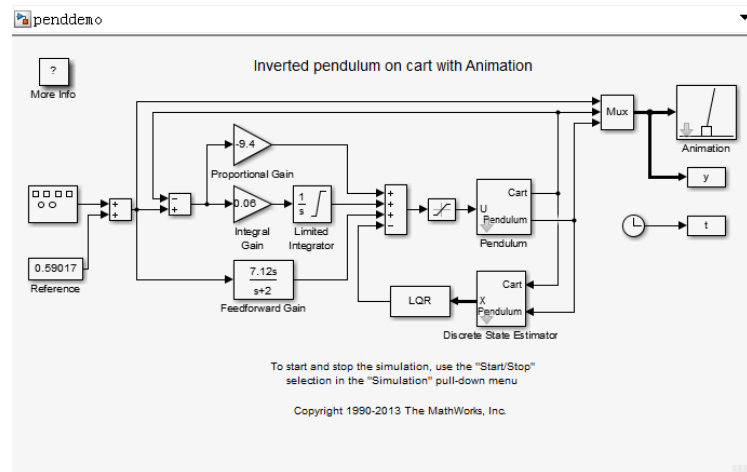 penddemo
Inverted pendulum on cart with Animation
?
More Info
Mux
Animation
-9.4
Proportional Gain
y
Cart
U
Pendulum
Pendulum
-
+
+
+
0.06
Integral
Gain
1
s
Limited
Integrator
+
+
+
-
t
0.59017
Reference
7.12s
s+2
Feedforward Gain
LQR
Cart
X
Pendulum
Discrete State Estimator
To start and stop the simulation, use the "Start/Stop"
selection in the "Simulation" pull-down menu
Copyright 1990-2013 The MathWorks, Inc.